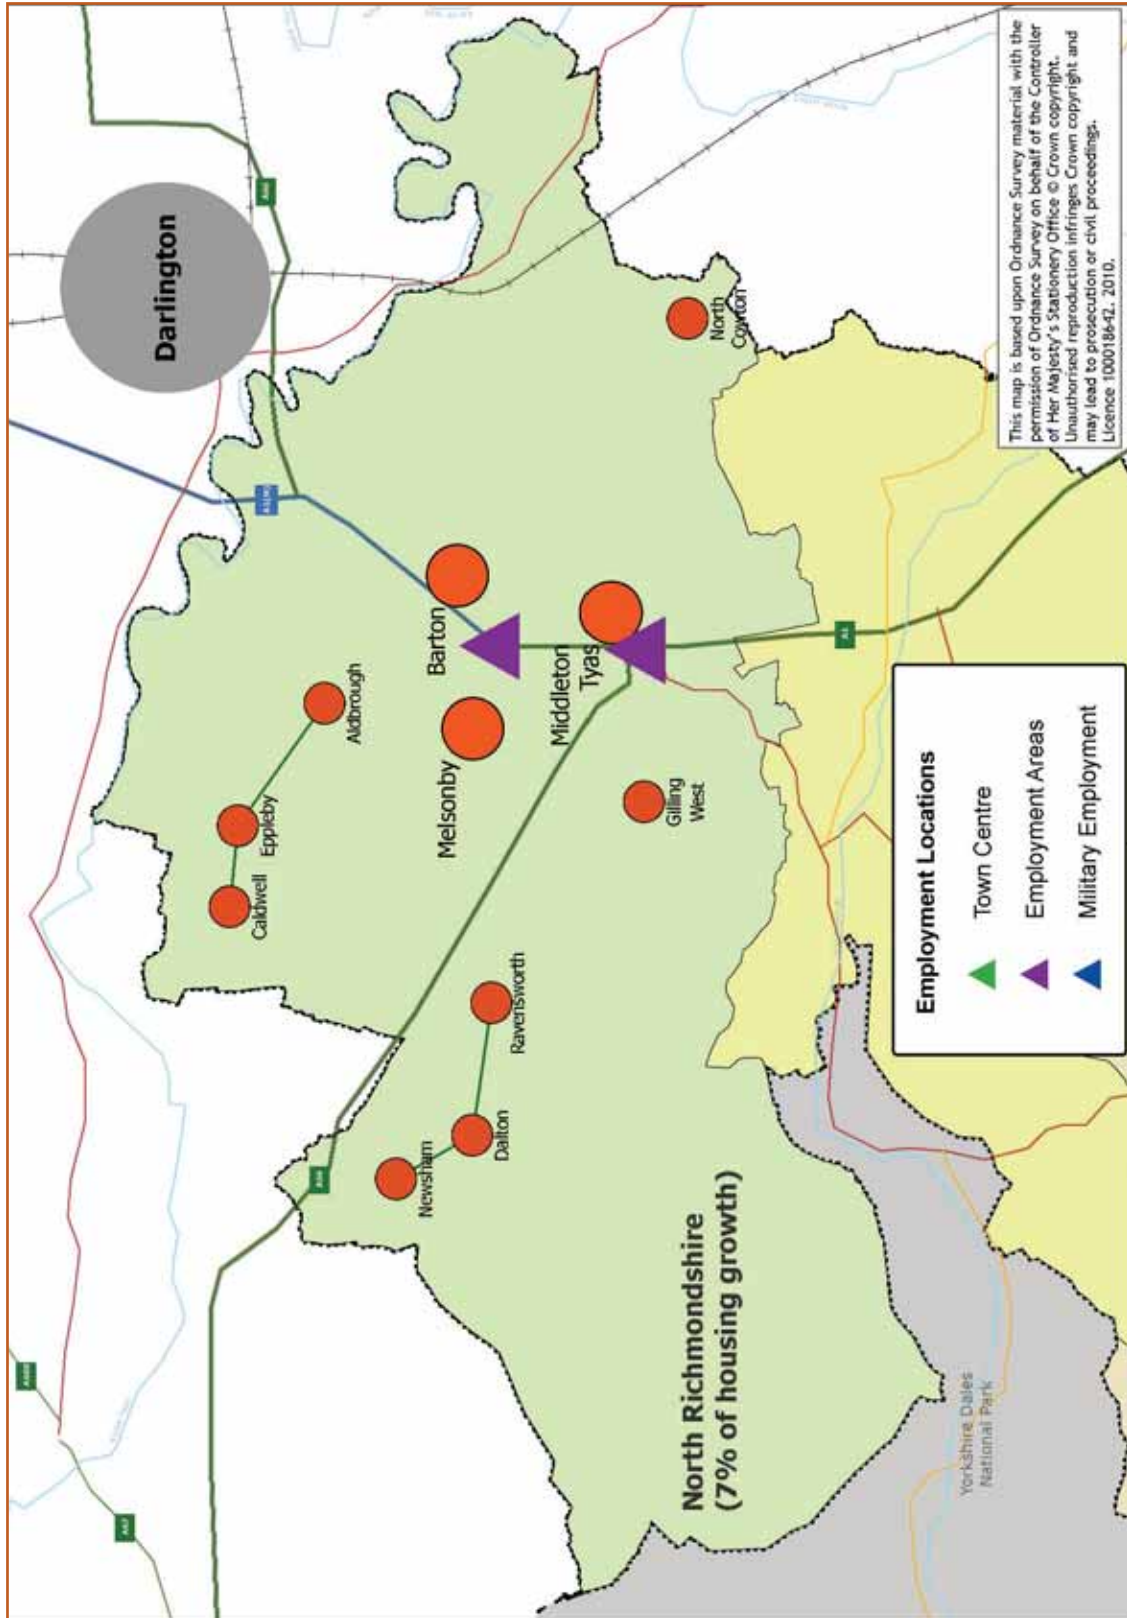 Darlington
A66
A1(M)
Barton
Aldbrough
Eppleby
Caldwell
Melsonby
Middleton
Tyas
North
Cowton
Gilling
West
Ravensworth
Dalton
Newsham
A66
A1
A688
A67
North Richmondshire
(7% of housing growth)
Yorkshire Dales
National Park
Employment Locations
Town Centre
Employment Areas
Military Employment
This map is based upon Ordnance Survey material with the
permission of Ordnance Survey on behalf of the Controller
of Her Majesty's Stationery Office © Crown copyright.
Unauthorised reproduction infringes Crown copyright and
may lead to prosecution or civil proceedings.
Licence 100018642. 2010.